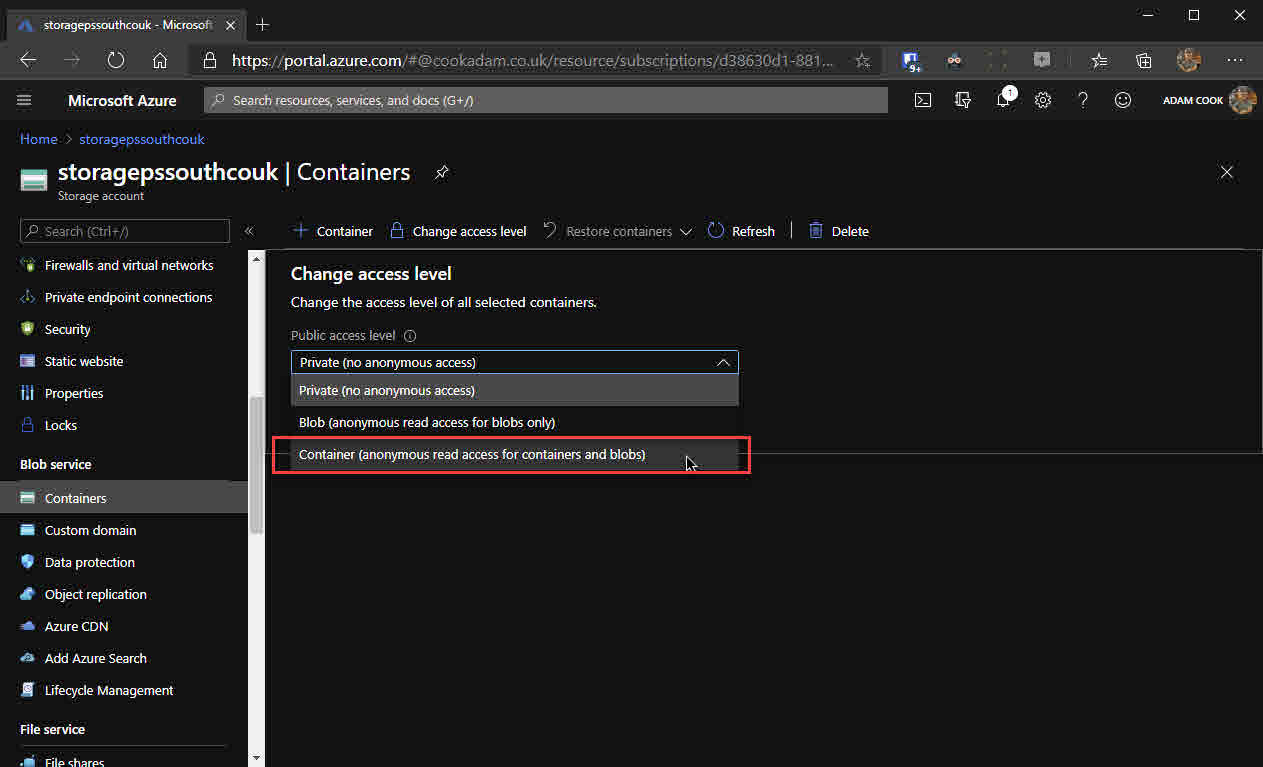 storagepssouthcouk - Microsoft
https://portal.azure.com/#@cookadam.co.uk/resource/subscriptions/d38630d1-881...
9+
Microsoft Azure
Search resources, services, and docs (G+/)
1
ADAM COOK
Home > storagepssouthcouk
storagepssouthcouk | Containers
Storage account
Search (Ctrl+/)
«
Container
Change access level
Restore containers
Refresh
Delete
Firewalls and virtual networks
Private endpoint connections
Security
Static website
Properties
Locks
Blob service
Containers
Custom domain
Data protection
Object replication
Azure CDN
Add Azure Search
Lifecycle Management
File service
File shares
Change access level
Change the access level of all selected containers.
Public access level
Private (no anonymous access)
Private (no anonymous access)
Blob (anonymous read access for blobs only)
Container (anonymous read access for containers and blobs)